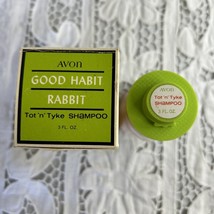 AVON
GOOD HABIT
RABBIT
Tot 'n' Tyke SHAMPOO
3 FL. OZ.
AVON
Tot 'n' Tyke
SHAMPOO
3 FL. OZ.